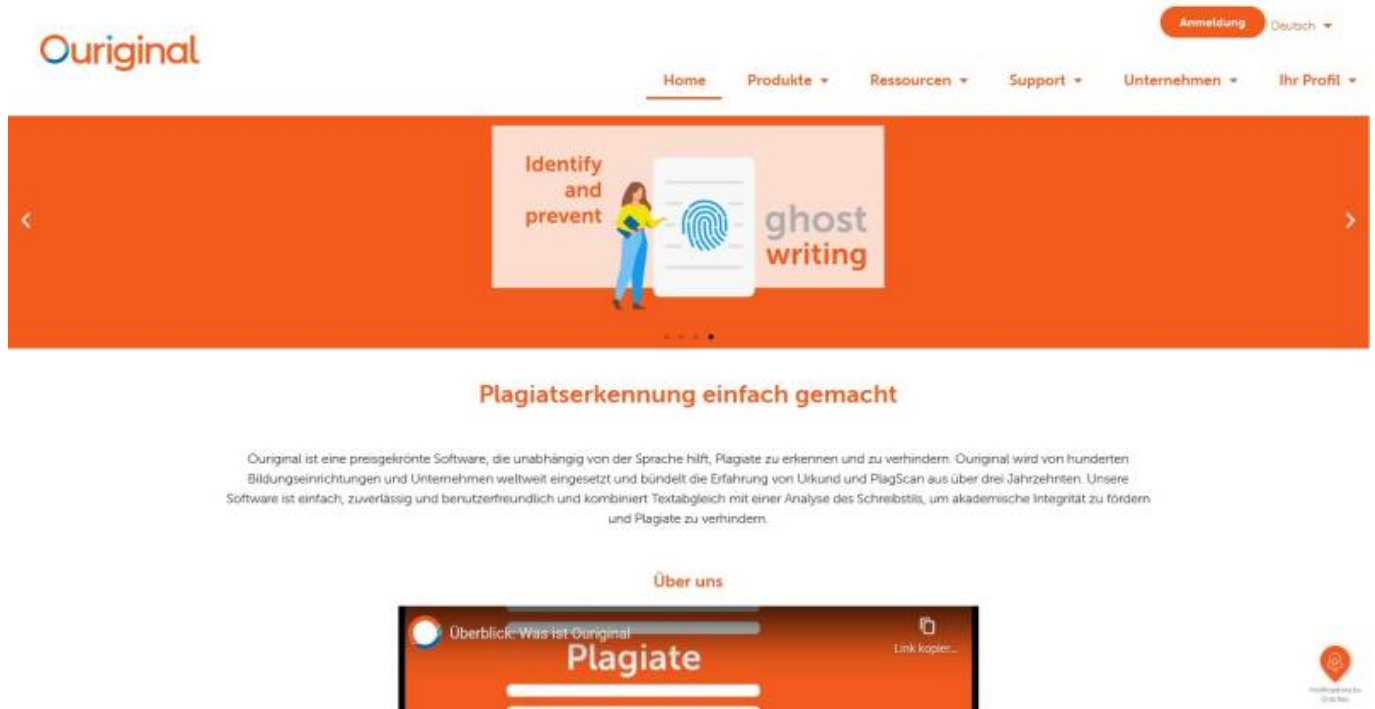 Anmeldung
Deutsch
Ouriginal
Home Produkte Ressourcen Support Unternehmen Ihr Profil
Identify
and
prevent
ghost
writing
Plagiatserkennung einfach gemacht
Ouriginal ist eine preisgekrönte Software, die unabhängig von der Sprache hilft, Plagiate zu erkennen und zu verhindern. Ouriginal wird von hunderten
Bildungseinrichtungen und Unternehmen weltweit eingesetzt und bündelt die Erfahrung von Urkund und PlagScan aus über drei Jahrzehnten. Unsere
Software ist einfach, zuverlässig und benutzerfreundlich und kombiniert Textabgleich mit einer Analyse des Schreibstils, um akademische Integrität zu fördern
und Plagiate zu verhindern.
Über uns
Überblick: Was ist Ouriginal
Link kopier...
Plagiate